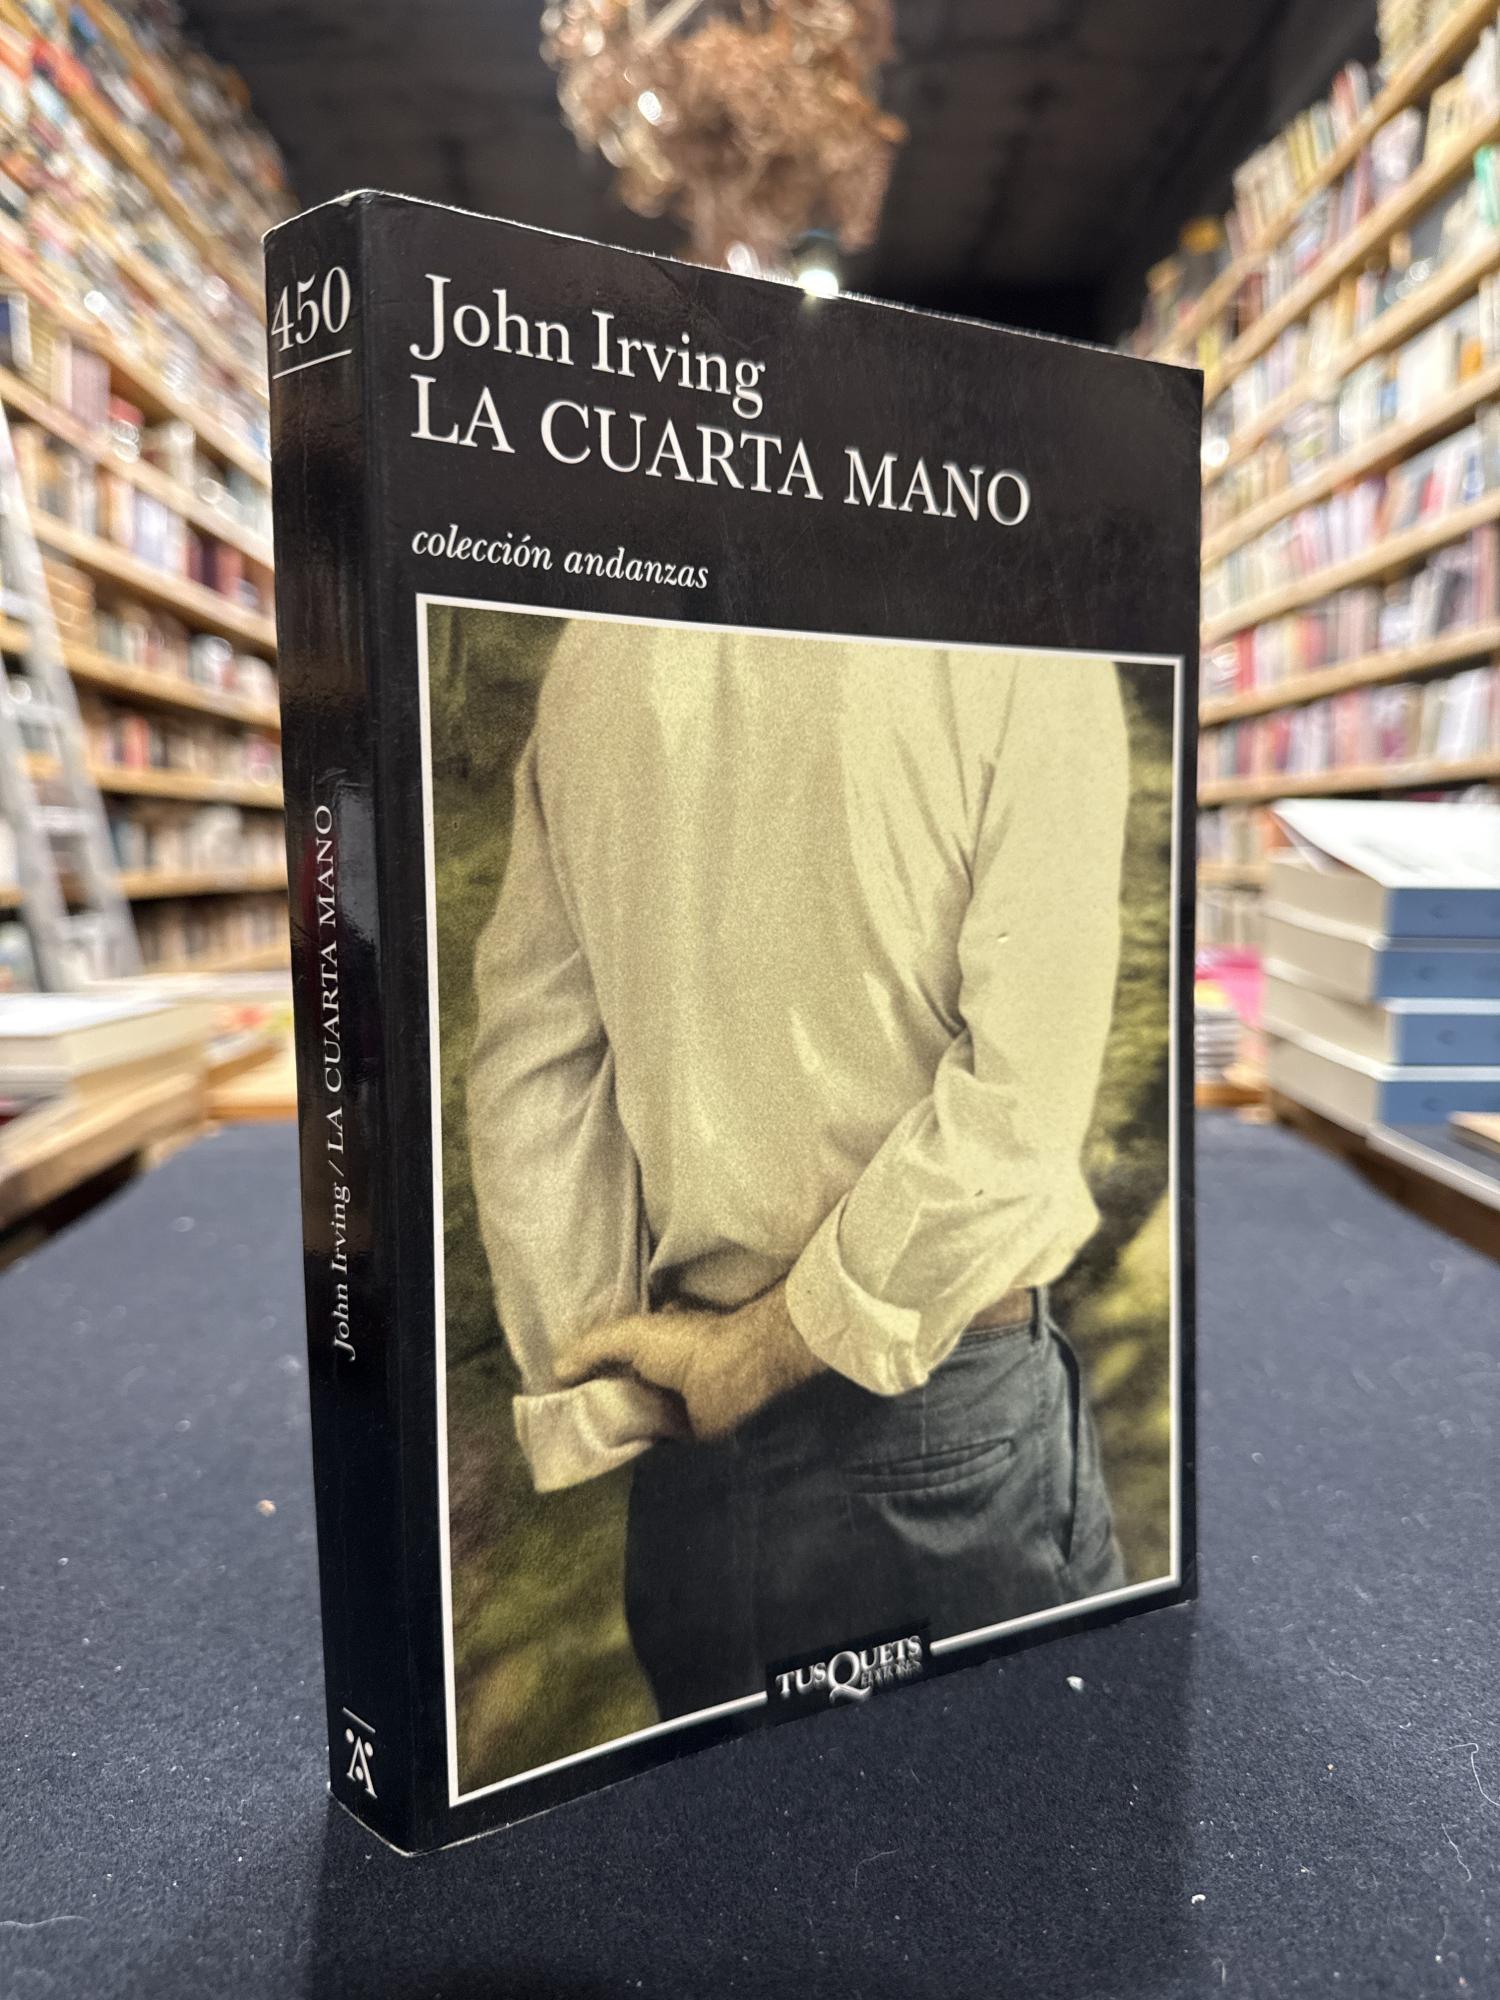 450
John Irving / LA CUARTA MANO
John Irving
LA CUARTA MANO
colección andanzas
TUSQUETS
EDITORES
A